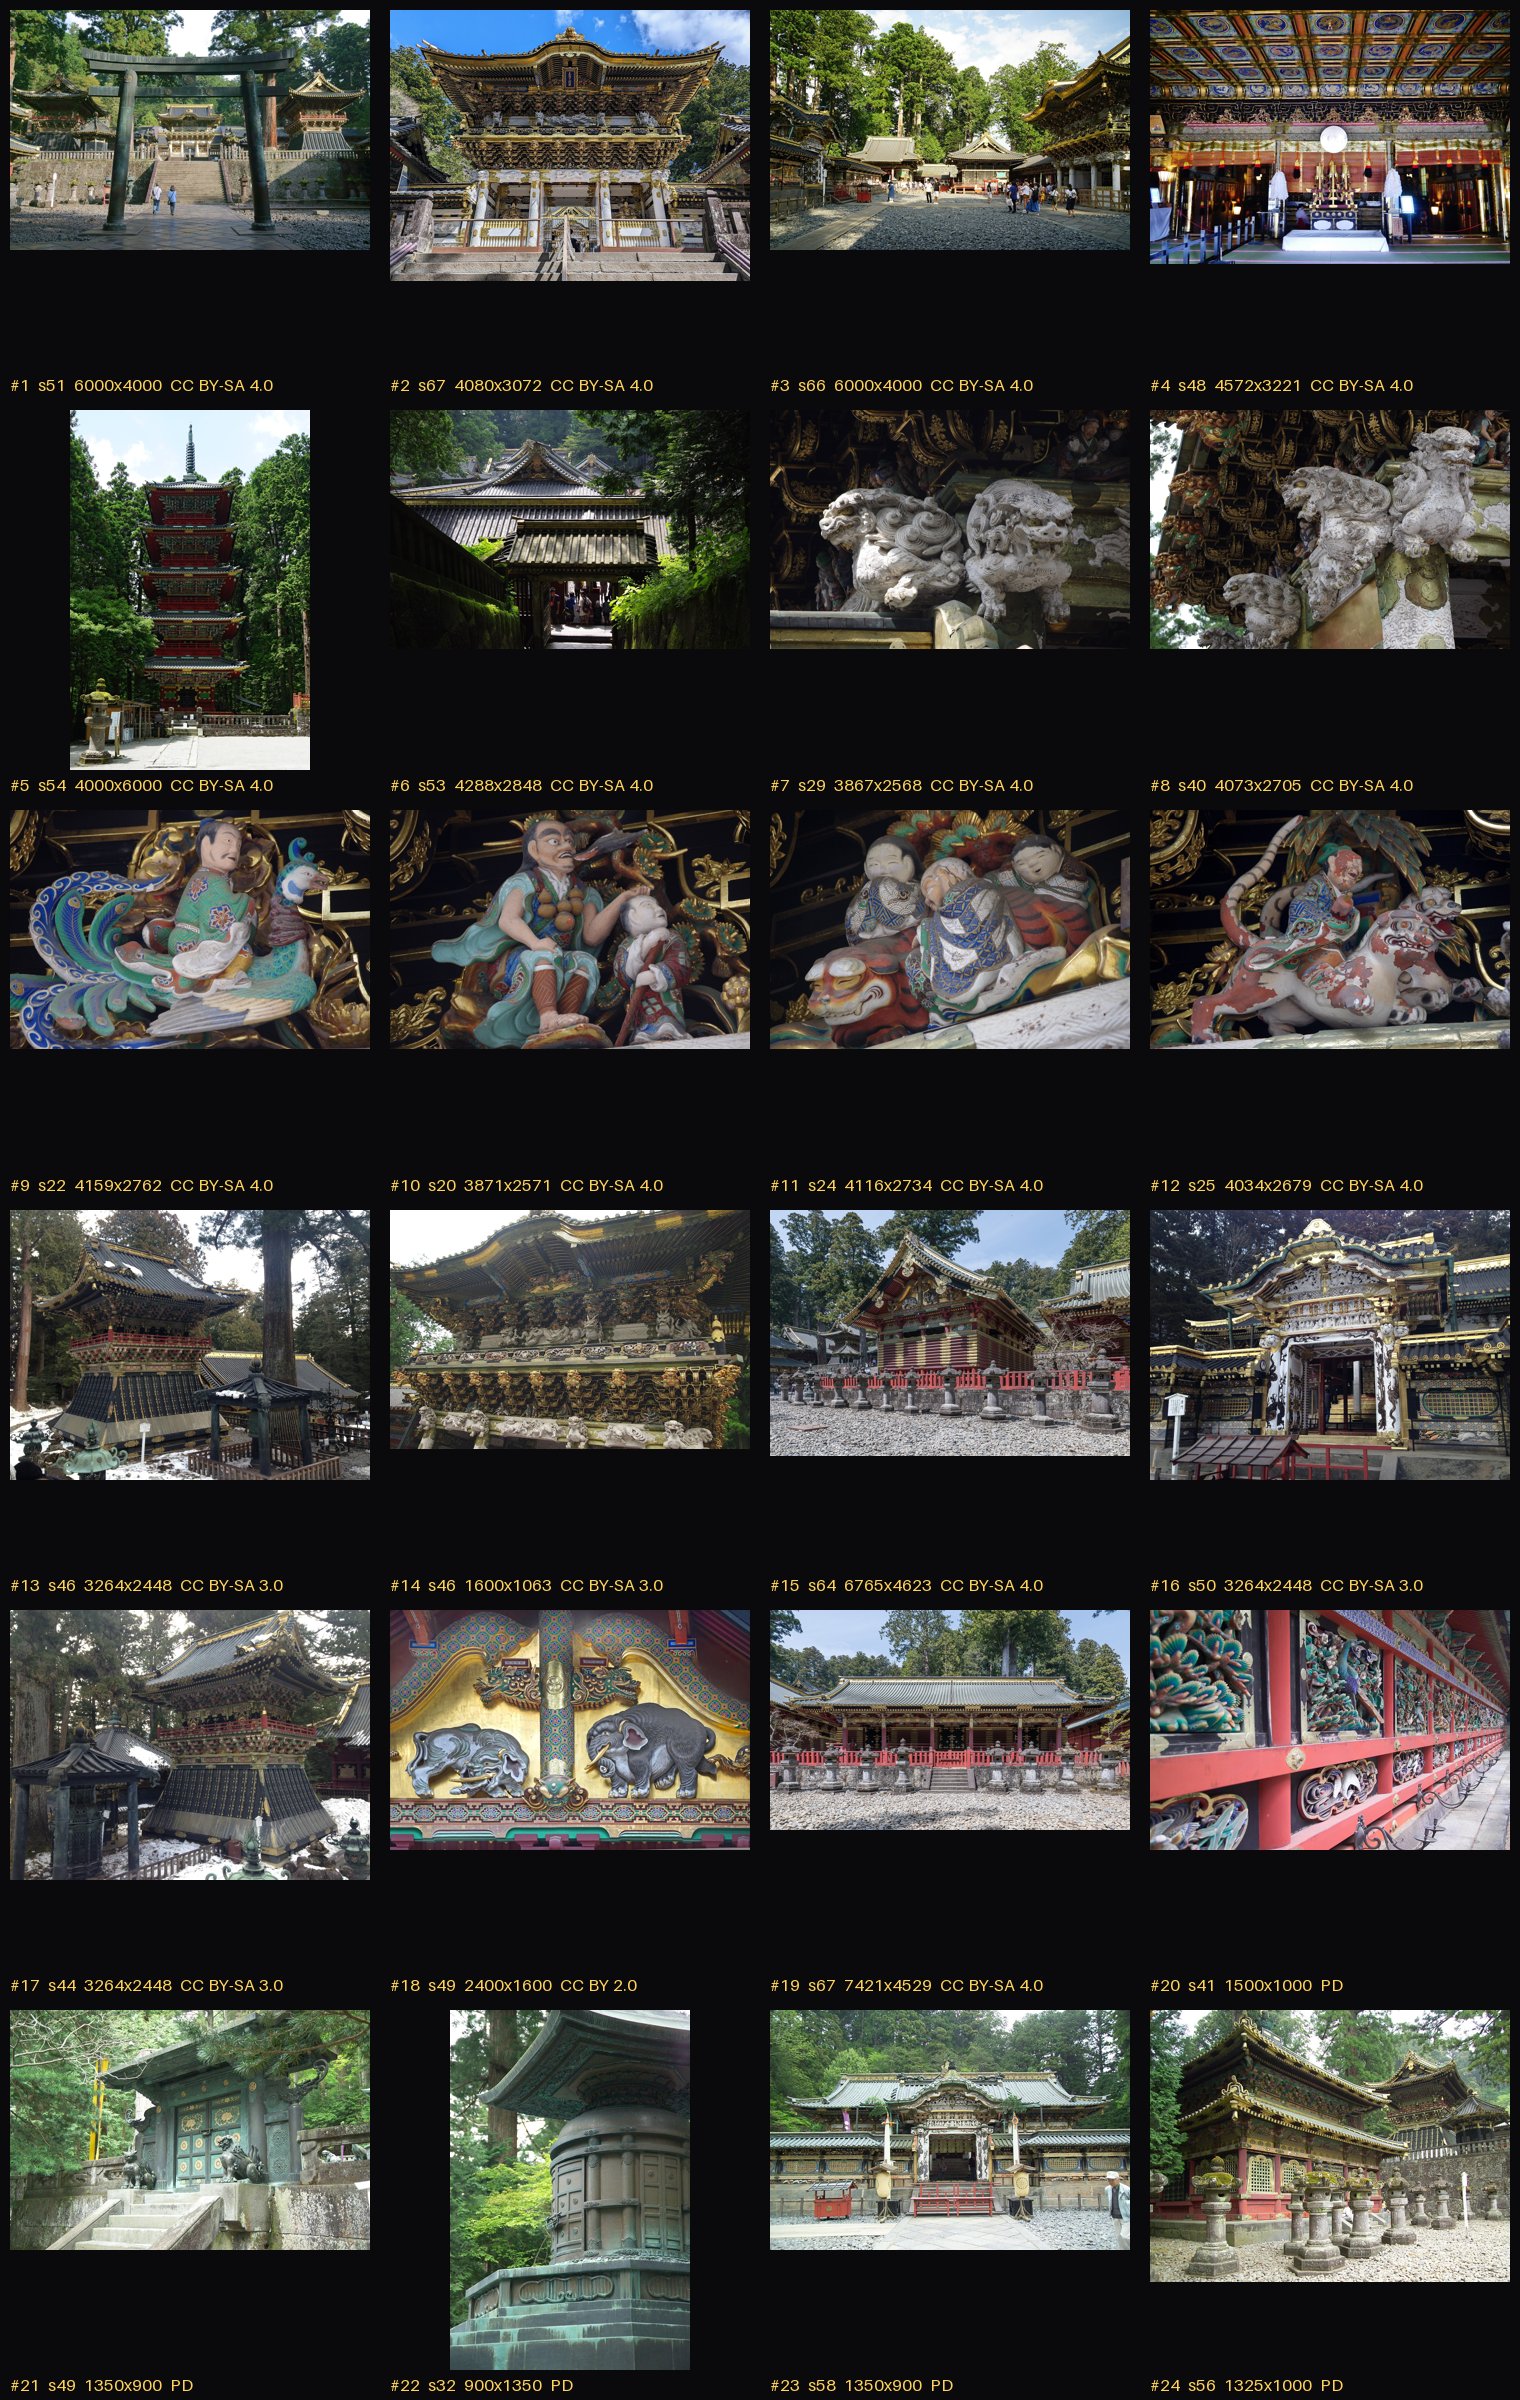 #1 s51 6000x4000 CC BY-SA 4.0
#2 s67 4080x3072 CC BY-SA 4.0
#3 s66 6000x4000 CC BY-SA 4.0
#4 s48 4572x3221 CC BY-SA 4.0
#5 s54 4000x6000 CC BY-SA 4.0
#6 s53 4288x2848 CC BY-SA 4.0
#7 s29 3867x2568 CC BY-SA 4.0
#8 s40 4073x2705 CC BY-SA 4.0
#9 s22 4159x2762 CC BY-SA 4.0
#10 s20 3871x2571 CC BY-SA 4.0
#11 s24 4116x2734 CC BY-SA 4.0
#12 s25 4034x2679 CC BY-SA 4.0
#13 s46 3264x2448 CC BY-SA 3.0
#14 s46 1600x1063 CC BY-SA 3.0
#15 s64 6765x4623 CC BY-SA 4.0
#16 s50 3264x2448 CC BY-SA 3.0
#17 s44 3264x2448 CC BY-SA 3.0
#18 s49 2400x1600 CC BY 2.0
#19 s67 7421x4529 CC BY-SA 4.0
#20 s41 1500x1000 PD
#21 s49 1350x900 PD
#22 s32 900x1350 PD
#23 s58 1350x900 PD
#24 s56 1325x1000 PD